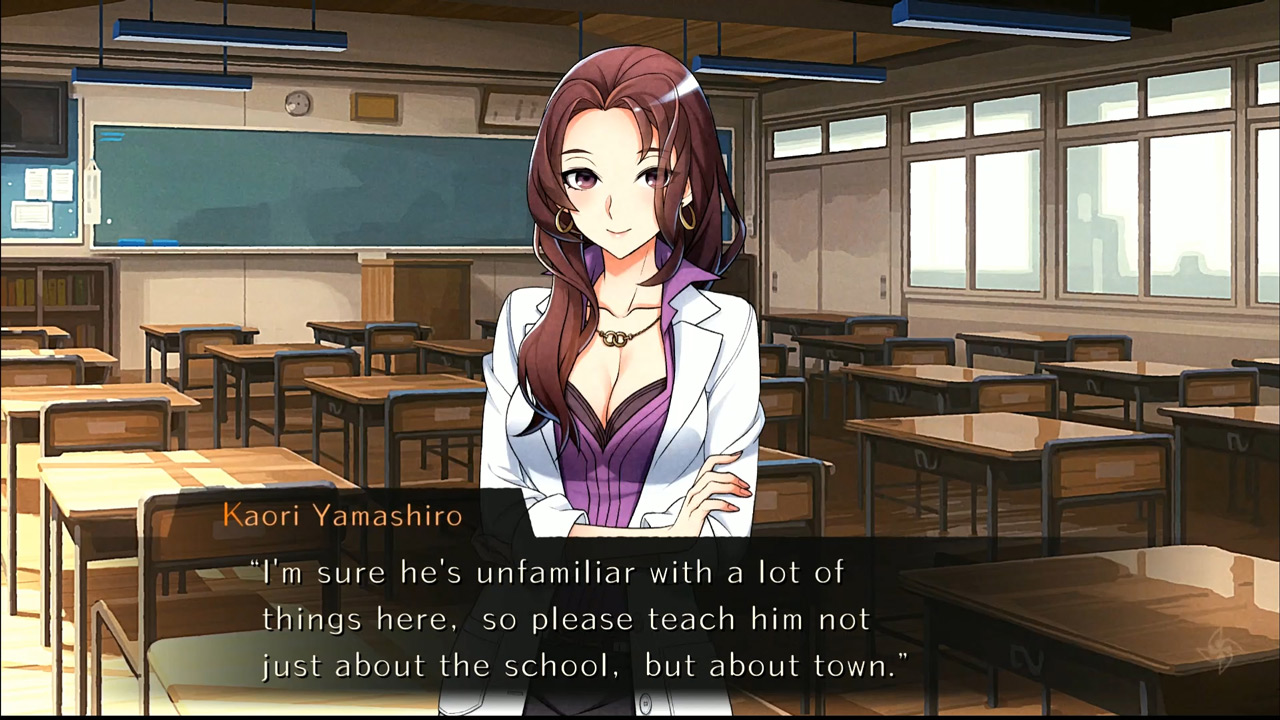 Kaori Yamashiro
“I'm sure he's unfamiliar with a lot of
things here, so please teach him not
just about the school, but about town.”